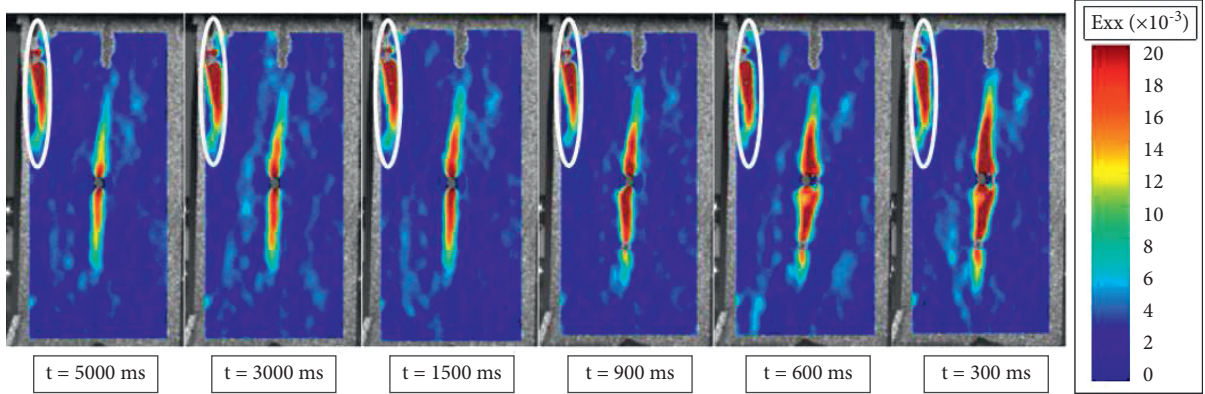 Exx (×10⁻³)
20
18
16
14
12
10
8
6
4
2
0
t = 5000 ms
t = 3000 ms
t = 1500 ms
t = 900 ms
t = 600 ms
t = 300 ms